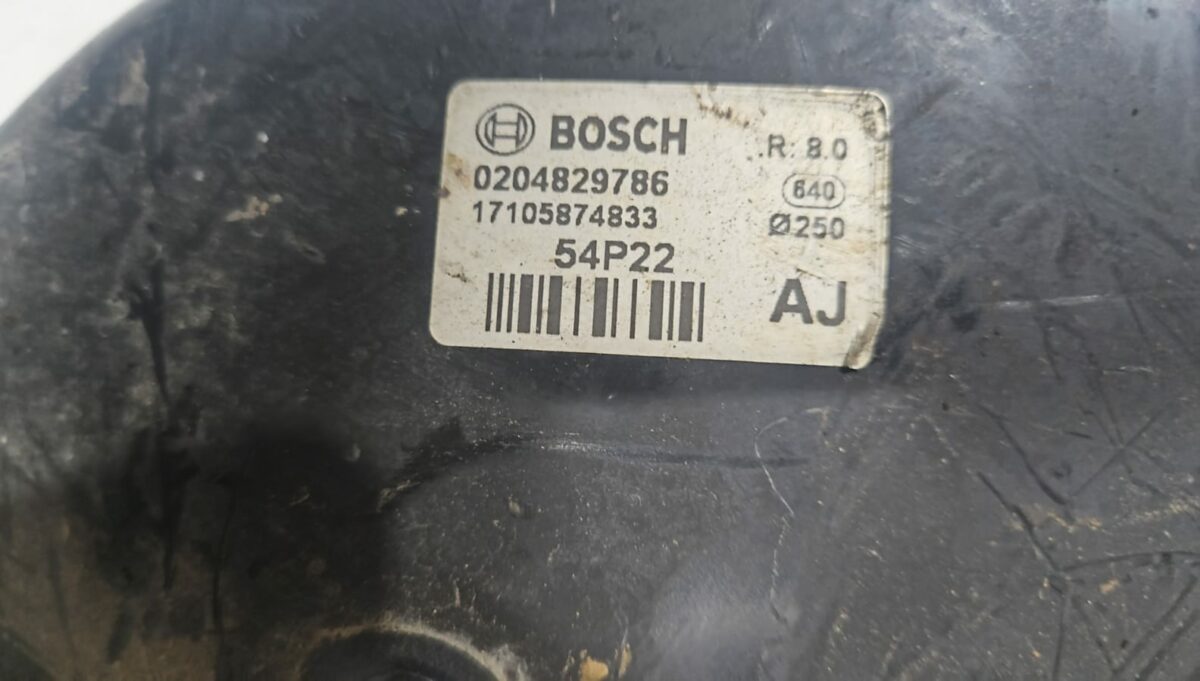 BOSCH
R: 8.0
0204829786
640
17105874833
Ø250
54P22
AJ